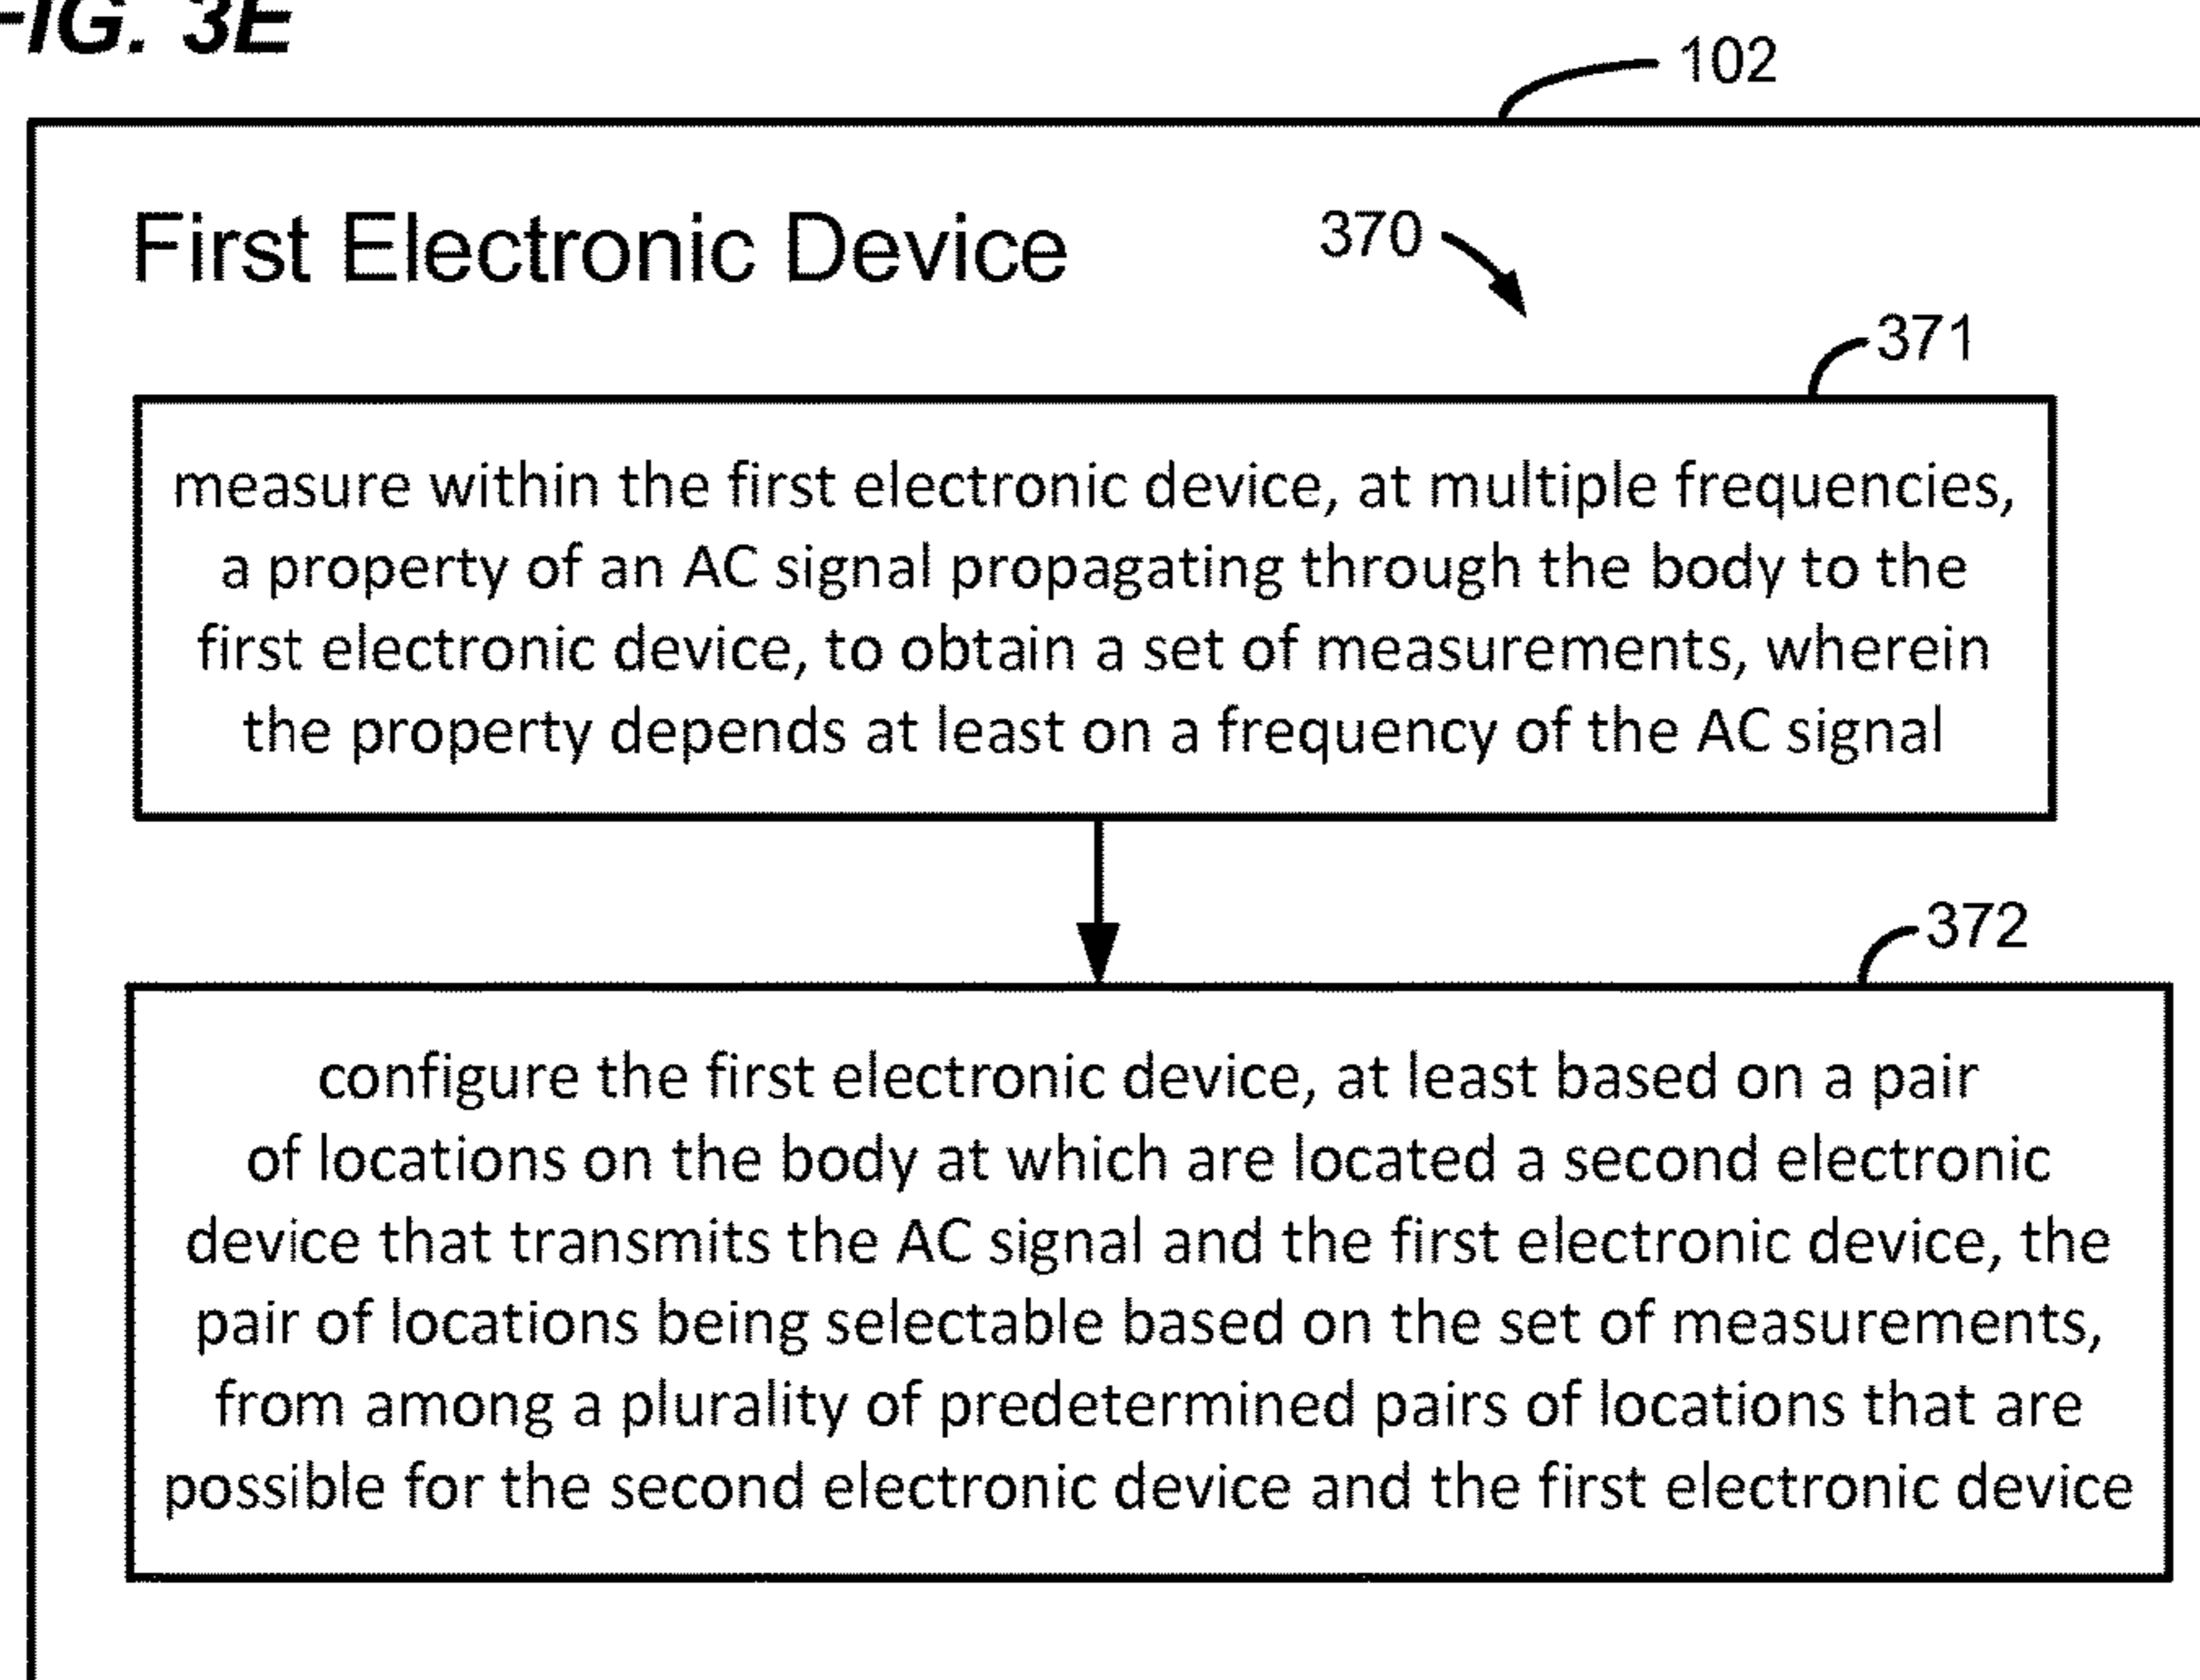 FIG. 3E
102
First Electronic Device
370
371
measure within the first electronic device, at multiple frequencies,
a property of an AC signal propagating through the body to the
first electronic device, to obtain a set of measurements, wherein
the property depends at least on a frequency of the AC signal
372
configure the first electronic device, at least based on a pair
of locations on the body at which are located a second electronic
device that transmits the AC signal and the first electronic device, the
pair of locations being selectable based on the set of measurements,
from among a plurality of predetermined pairs of locations that are
possible for the second electronic device and the first electronic device